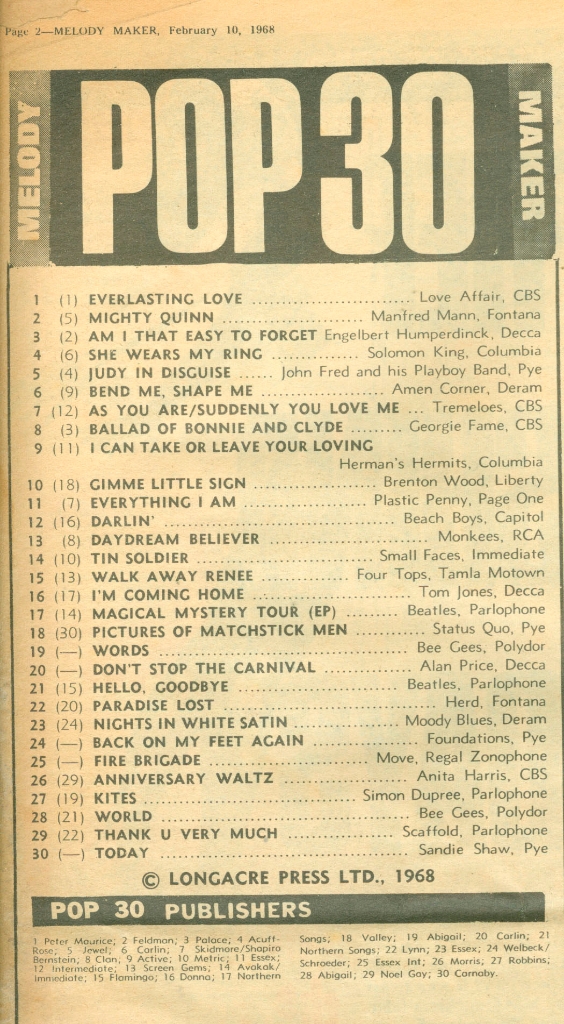 Page 2—MELODY MAKER, February 10, 1968
MELODY
POP 30
MAKER
1 (1) EVERLASTING LOVE ........................... Love Affair, CBS
2 (5) MIGHTY QUINN ........................ Manfred Mann, Fontana
3 (2) AM I THAT EASY TO FORGET Engelbert Humperdinck, Decca
4 (6) SHE WEARS MY RING .............. Solomon King, Columbia
5 (4) JUDY IN DISGUISE ...... John Fred and his Playboy Band, Pye
6 (9) BEND ME, SHAPE ME ...................... Amen Corner, Deram
7 (12) AS YOU ARE/SUDDENLY YOU LOVE ME ... Tremeloes, CBS
8 (3) BALLAD OF BONNIE AND CLYDE ......... Georgie Fame, CBS
9 (11) I CAN TAKE OR LEAVE YOUR LOVING
Herman's Hermits, Columbia
10 (18) GIMME LITTLE SIGN ..................... Brenton Wood, Liberty
11 (7) EVERYTHING I AM ..................... Plastic Penny, Page One
12 (16) DARLIN' ....................................... Beach Boys, Capitol
13 (8) DAYDREAM BELIEVER ........................ Monkees, RCA
14 (10) TIN SOLDIER .............................. Small Faces, Immediate
15 (13) WALK AWAY RENEE ............... Four Tops, Tamla Motown
16 (17) I'M COMING HOME ........................... Tom Jones, Decca
17 (14) MAGICAL MYSTERY TOUR (EP) ......... Beatles, Parlophone
18 (30) PICTURES OF MATCHSTICK MEN ............ Status Quo, Pye
19 (—) WORDS .......................................... Bee Gees, Polydor
20 (—) DON'T STOP THE CARNIVAL ............... Alan Price, Decca
21 (15) HELLO, GOODBYE ........................... Beatles, Parlophone
22 (20) PARADISE LOST ................................. Herd, Fontana
23 (24) NIGHTS IN WHITE SATIN .................. Moody Blues, Deram
24 (—) BACK ON MY FEET AGAIN ............... Foundations, Pye
25 (—) FIRE BRIGADE .............................. Move, Regal Zonophone
26 (29) ANNIVERSARY WALTZ ..................... Anita Harris, CBS
27 (19) KITES .................................... Simon Dupree, Parlophone
28 (21) WORLD .......................................... Bee Gees, Polydor
29 (22) THANK U VERY MUCH .................. Scaffold, Parlophone
30 (—) TODAY .......................................... Sandie Shaw, Pye
© LONGACRE PRESS LTD., 1968
POP 30 PUBLISHERS
1 Peter Maurice; 2 Feldman; 3 Palace; 4 Acuff-
Rose; 5 Jewel; 6 Carlin; 7 Skidmore/Shapiro
Bernstein; 8 Clan; 9 Active; 10 Metric; 11 Essex;
12 Intermediate; 13 Screen Gems; 14 Avakak/
Immediate; 15 Flamingo; 16 Donna; 17 Northern
Songs; 18 Valley; 19 Abigail; 20 Carlin; 21
Northern Songs; 22 Lynn; 23 Essex; 24 Welbeck/
Schroeder; 25 Essex Int; 26 Morris; 27 Robbins;
28 Abigail; 29 Noel Gay; 30 Carnaby.